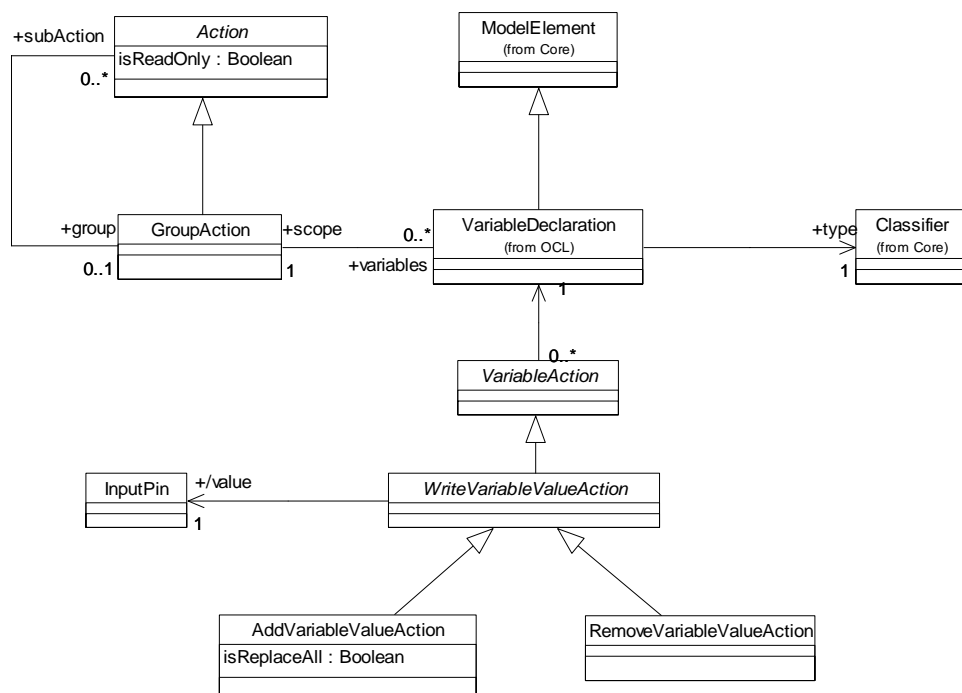 Action
ModelElement
+subAction
isReadOnly : Boolean
(from Core)
0..*
+group
GroupAction
+scope
0..*
VariableDeclaration
+type
Classifier
(from OCL)
(from Core)
0..1
1
+variables
1
1
0..*
VariableAction
InputPin
+/value
WriteVariableValueAction
1
AddVariableValueAction
RemoveVariableValueAction
isReplaceAll : Boolean